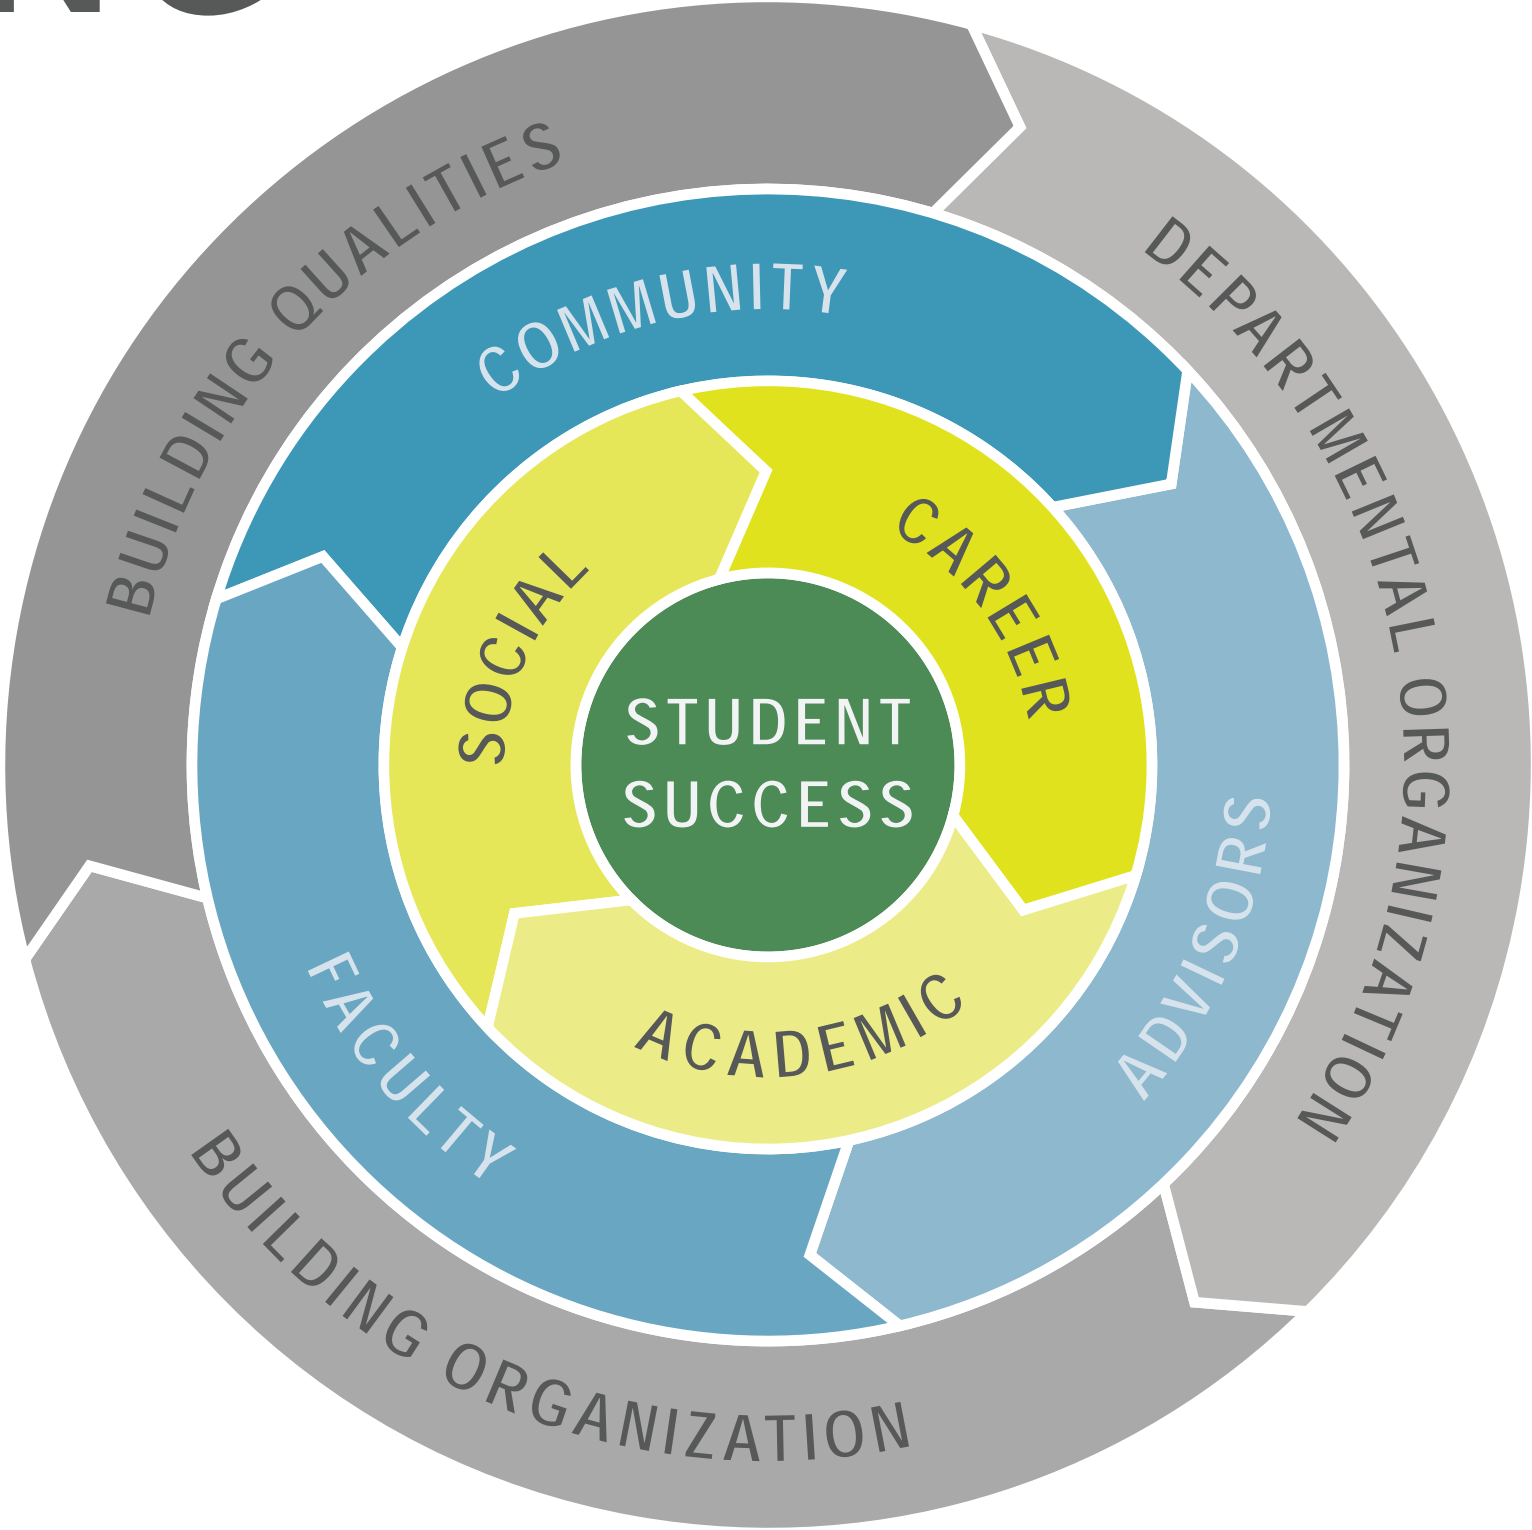 BUILDING QUALITIES
DEPARTMENTAL ORGANIZATION
BUILDING ORGANIZATION
COMMUNITY
ADVISORS
FACULTY
SOCIAL
CAREER
ACADEMIC
STUDENT
SUCCESS